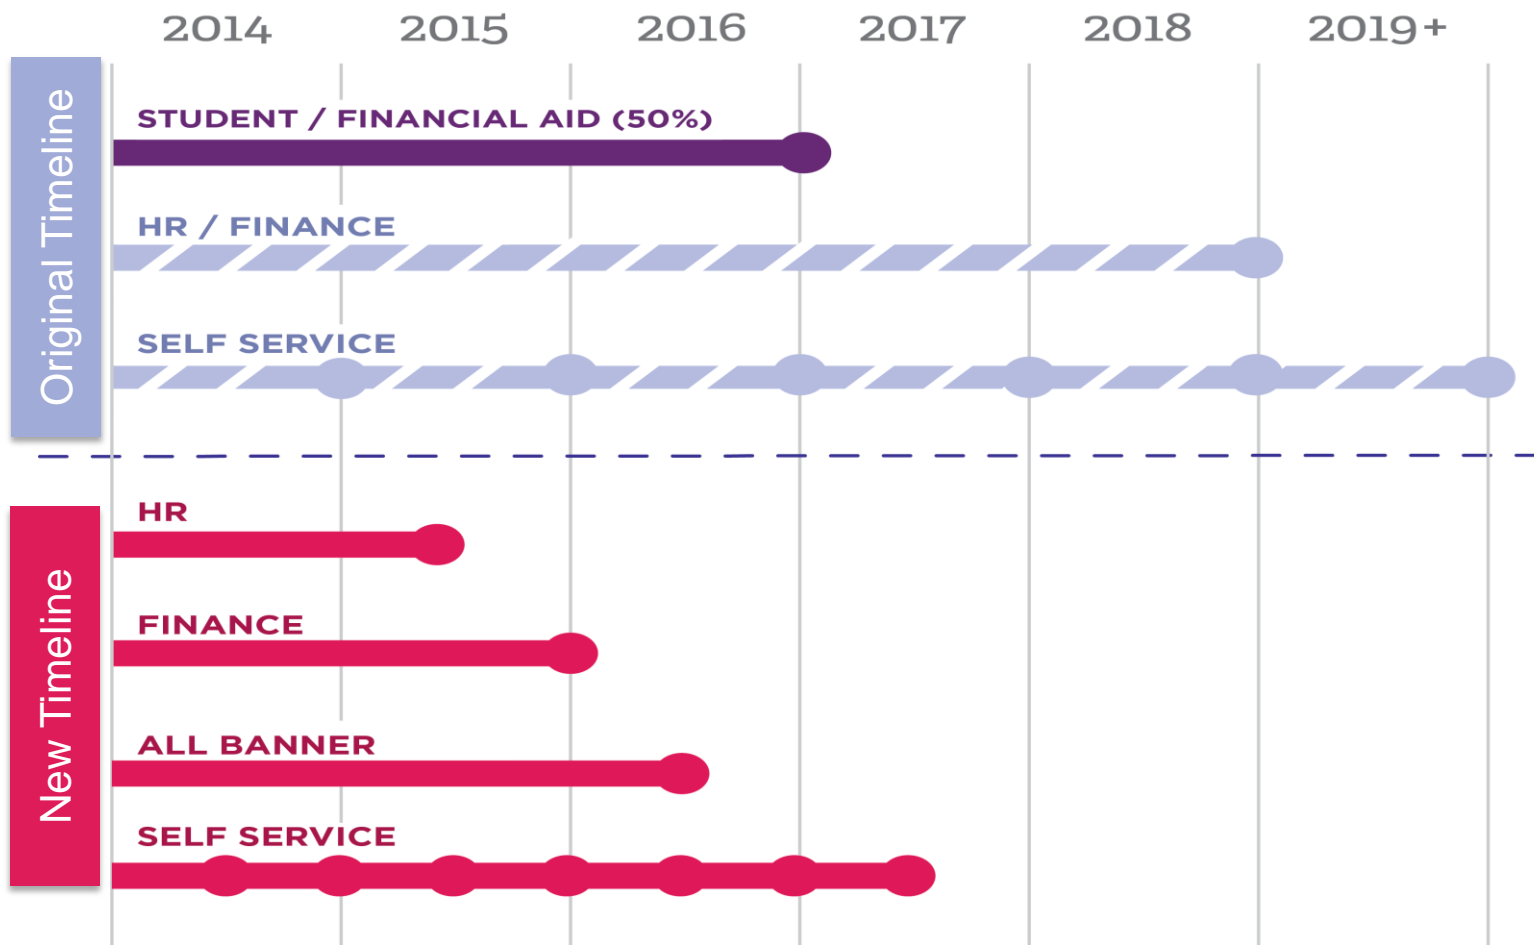 2014 2015 2016 2017 2018 2019+
Original Timeline
STUDENT / FINANCIAL AID (50%)
HR / FINANCE
SELF SERVICE
New Timeline
HR
FINANCE
ALL BANNER
SELF SERVICE